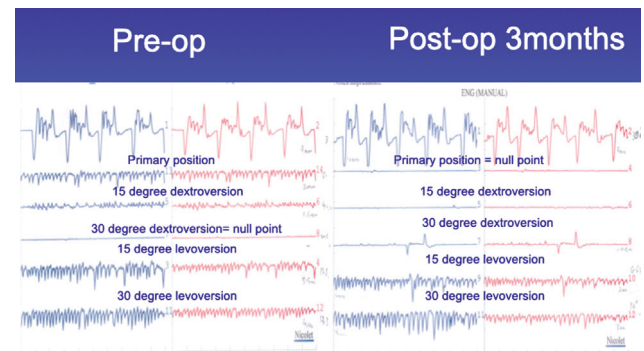 Pre-op
Post-op 3months
ENG (MANUAL)
Primary position
15 degree dextroversion
30 degree dextroversion= null point
15 degree levoversion
30 degree levoversion
Nicolet
Primary position = null point
15 degree dextroversion
30 degree dextroversion
15 degree levoversion
30 degree levoversion
Nicolet